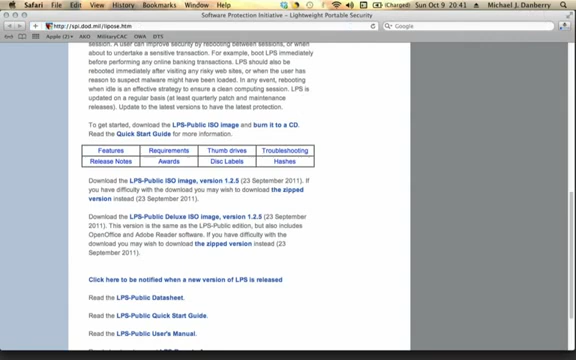 Safari File Edit View History Bookmarks Window Help (Charged) Sun Oct 9 20:41 Michael J. Danberry
Software Protection Initiative – Lightweight Portable Security
http://spi.dod.mil/lipose.htm Google
Apple (2) AKO MilitaryCAC OWA DTS
session. A user can improve security by rebooting between sessions, or when
about to undertake a sensitive transaction. For example, boot LPS immediately
before performing any online banking transactions. LPS should also be
rebooted immediately after visiting any risky web sites, or when the user has
reason to suspect malware might have been loaded. In any event, rebooting
when idle is an effective strategy to ensure a clean computing session. LPS is
updated on a regular basis (at least quarterly patch and maintenance
releases). Update to the latest versions to have the latest protection.
To get started, download the LPS-Public ISO image and burn it to a CD.
Read the Quick Start Guide for more information.
Features Requirements Thumb drives Troubleshooting
Release Notes Awards Disc Labels Hashes
Download the LPS-Public ISO image, version 1.2.5 (23 September 2011). If
you have difficulty with the download you may wish to download the zipped
version instead (23 September 2011).
Download the LPS-Public Deluxe ISO image, version 1.2.5 (23 September
2011). This version is the same as the LPS-Public edition, but also includes
OpenOffice and Adobe Reader software. If you have difficulty with the
download you may wish to download the zipped version instead (23
September 2011).
Click here to be notified when a new version of LPS is released
Read the LPS-Public Datasheet.
Read the LPS-Public Quick Start Guide.
Read the LPS-Public User's Manual.